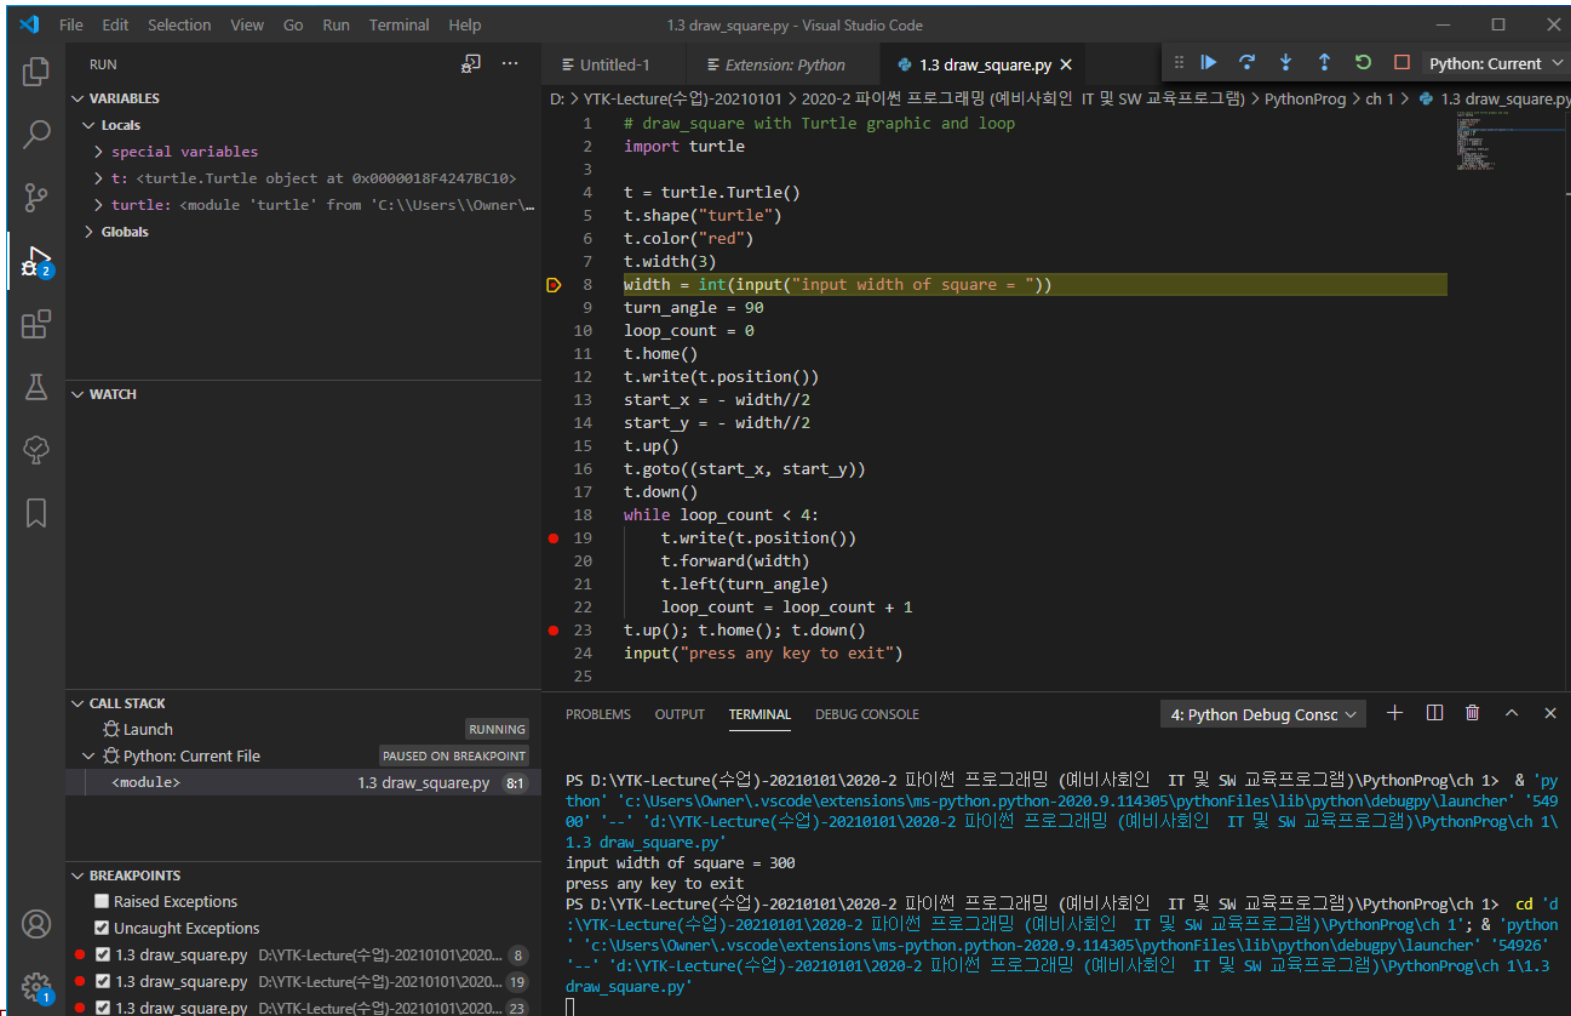 File Edit Selection View Go Run Terminal Help 1.3 draw_square.py - Visual Studio Code
RUN
VARIABLES
Locals
special variables
t: <turtle.Turtle object at 0x0000018F4247BC10>
turtle: <module 'turtle' from 'C:\\Users\\Owner\…
Globals
WATCH
CALL STACK
Launch RUNNING
Python: Current File PAUSED ON BREAKPOINT
<module> 1.3 draw_square.py 8:1
BREAKPOINTS
Raised Exceptions
Uncaught Exceptions
1.3 draw_square.py D:\YTK-Lecture(수업)-20210101\2020... 8
1.3 draw_square.py D:\YTK-Lecture(수업)-20210101\2020... 19
1.3 draw_square.py D:\YTK-Lecture(수업)-20210101\2020... 23
2
1
Untitled-1 Extension: Python 1.3 draw_square.py Python: Current
D: > YTK-Lecture(수업)-20210101 > 2020-2 파이썬 프로그래밍 (예비사회인 IT 및 SW 교육프로그램) > PythonProg > ch 1 > 1.3 draw_square.py
1 # draw_square with Turtle graphic and loop
2 import turtle
3
4 t = turtle.Turtle()
5 t.shape("turtle")
6 t.color("red")
7 t.width(3)
8 width = int(input("input width of square = "))
9 turn_angle = 90
10 loop_count = 0
11 t.home()
12 t.write(t.position())
13 start_x = - width//2
14 start_y = - width//2
15 t.up()
16 t.goto((start_x, start_y))
17 t.down()
18 while loop_count < 4:
19 t.write(t.position())
20 t.forward(width)
21 t.left(turn_angle)
22 loop_count = loop_count + 1
23 t.up(); t.home(); t.down()
24 input("press any key to exit")
25
PROBLEMS OUTPUT TERMINAL DEBUG CONSOLE 4: Python Debug Consc
PS D:\YTK-Lecture(수업)-20210101\2020-2 파이썬 프로그래밍 (예비사회인 IT 및 SW 교육프로그램)\PythonProg\ch 1> & 'py
thon' 'c:\Users\Owner\.vscode\extensions\ms-python.python-2020.9.114305\pythonFiles\lib\python\debugpy\launcher' '549
00' '--' 'd:\YTK-Lecture(수업)-20210101\2020-2 파이썬 프로그래밍 (예비사회인 IT 및 SW 교육프로그램)\PythonProg\ch 1\
1.3 draw_square.py'
input width of square = 300
press any key to exit
PS D:\YTK-Lecture(수업)-20210101\2020-2 파이썬 프로그래밍 (예비사회인 IT 및 SW 교육프로그램)\PythonProg\ch 1> cd 'd
:\YTK-Lecture(수업)-20210101\2020-2 파이썬 프로그래밍 (예비사회인 IT 및 SW 교육프로그램)\PythonProg\ch 1'; & 'python
' 'c:\Users\Owner\.vscode\extensions\ms-python.python-2020.9.114305\pythonFiles\lib\python\debugpy\launcher' '54926'
'--' 'd:\YTK-Lecture(수업)-20210101\2020-2 파이썬 프로그래밍 (예비사회인 IT 및 SW 교육프로그램)\PythonProg\ch 1\1.3
draw_square.py'